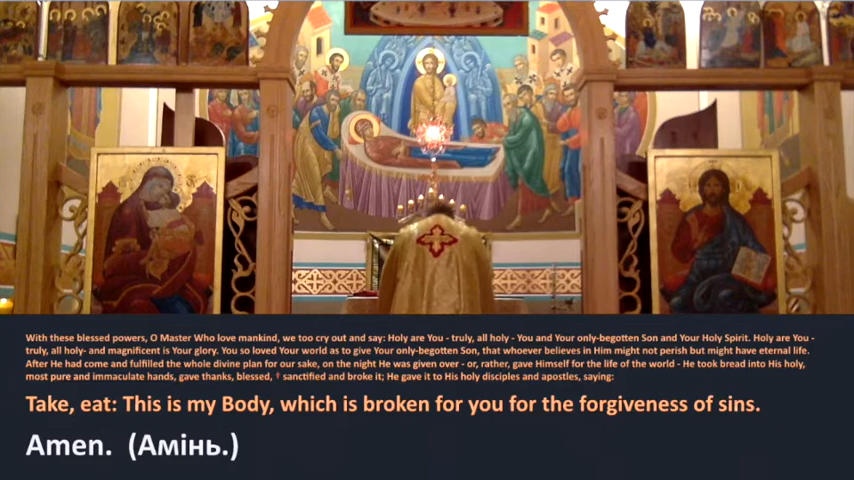 With these blessed powers, O Master Who love mankind, we too cry out and say: Holy are You - truly, all holy - You and Your only-begotten Son and Your Holy Spirit. Holy are You -
truly, all holy- and magnificent is Your glory. You so loved Your world as to give Your only-begotten Son, that whoever believes in Him might not perish but might have eternal life.
After He had come and fulfilled the whole divine plan for our sake, on the night He was given over - or, rather, gave Himself for the life of the world - He took bread into His holy,
most pure and immaculate hands, gave thanks, blessed, † sanctified and broke it; He gave it to His holy disciples and apostles, saying:
Take, eat: This is my Body, which is broken for you for the forgiveness of sins.
Amen.  (Амінь.)